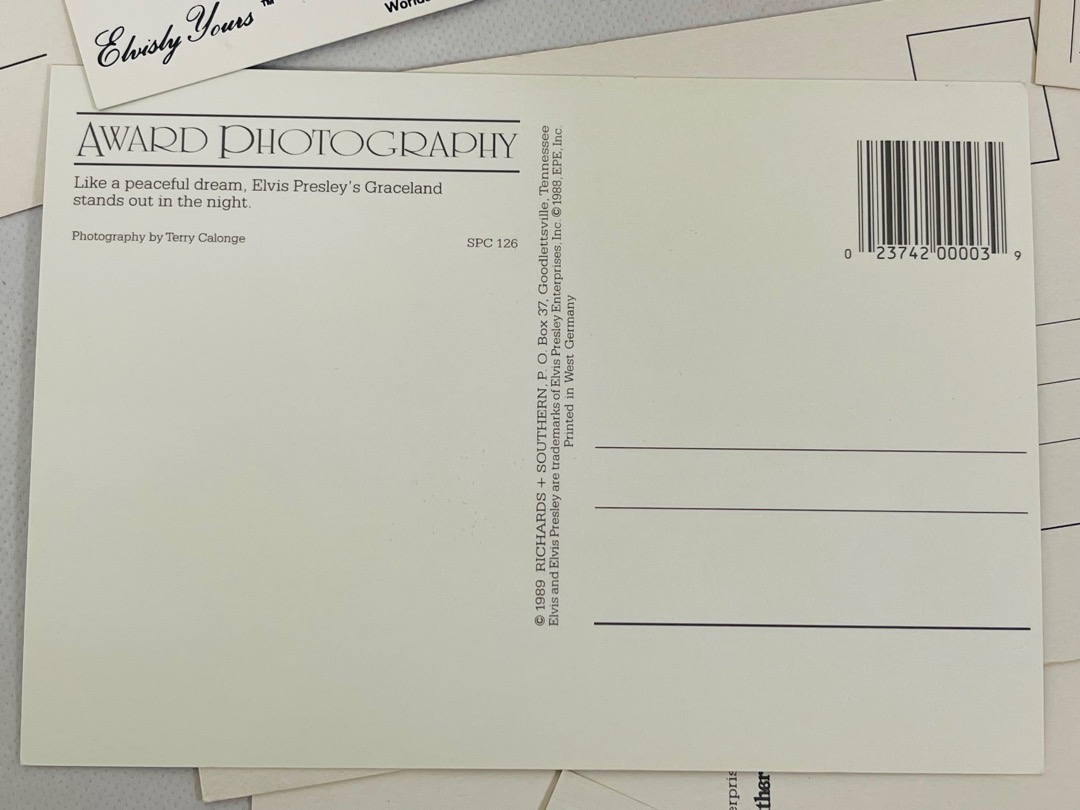 Elvisly Yours ™
AWARD PHOTOGRAPHY
Like a peaceful dream, Elvis Presley's Graceland
stands out in the night.
Photography by Terry Calonge
SPC 126
© 1989 RICHARDS + SOUTHERN, P. O. Box 37, Goodlettsville, Tennessee
Elvis and Elvis Presley are trademarks of Elvis Presley Enterprises, Inc. © 1988, EPE, Inc.
Printed in West Germany
0 23742 00003 9